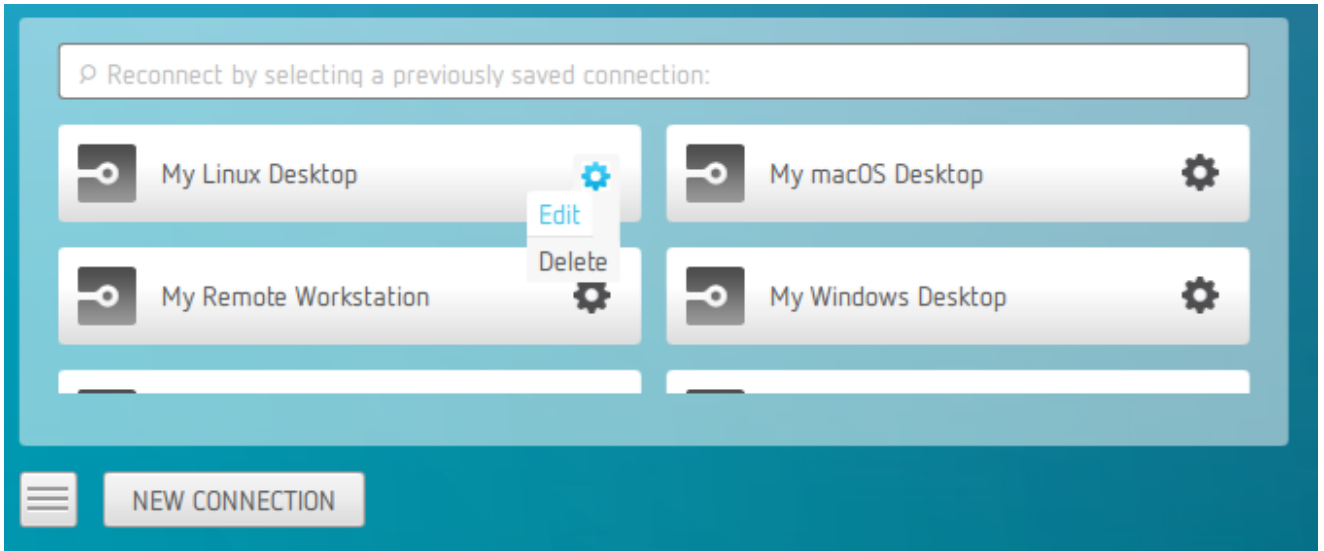 Reconnect by selecting a previously saved connection:
My Linux Desktop
My macOS Desktop
Edit
Delete
My Remote Workstation
My Windows Desktop
NEW CONNECTION